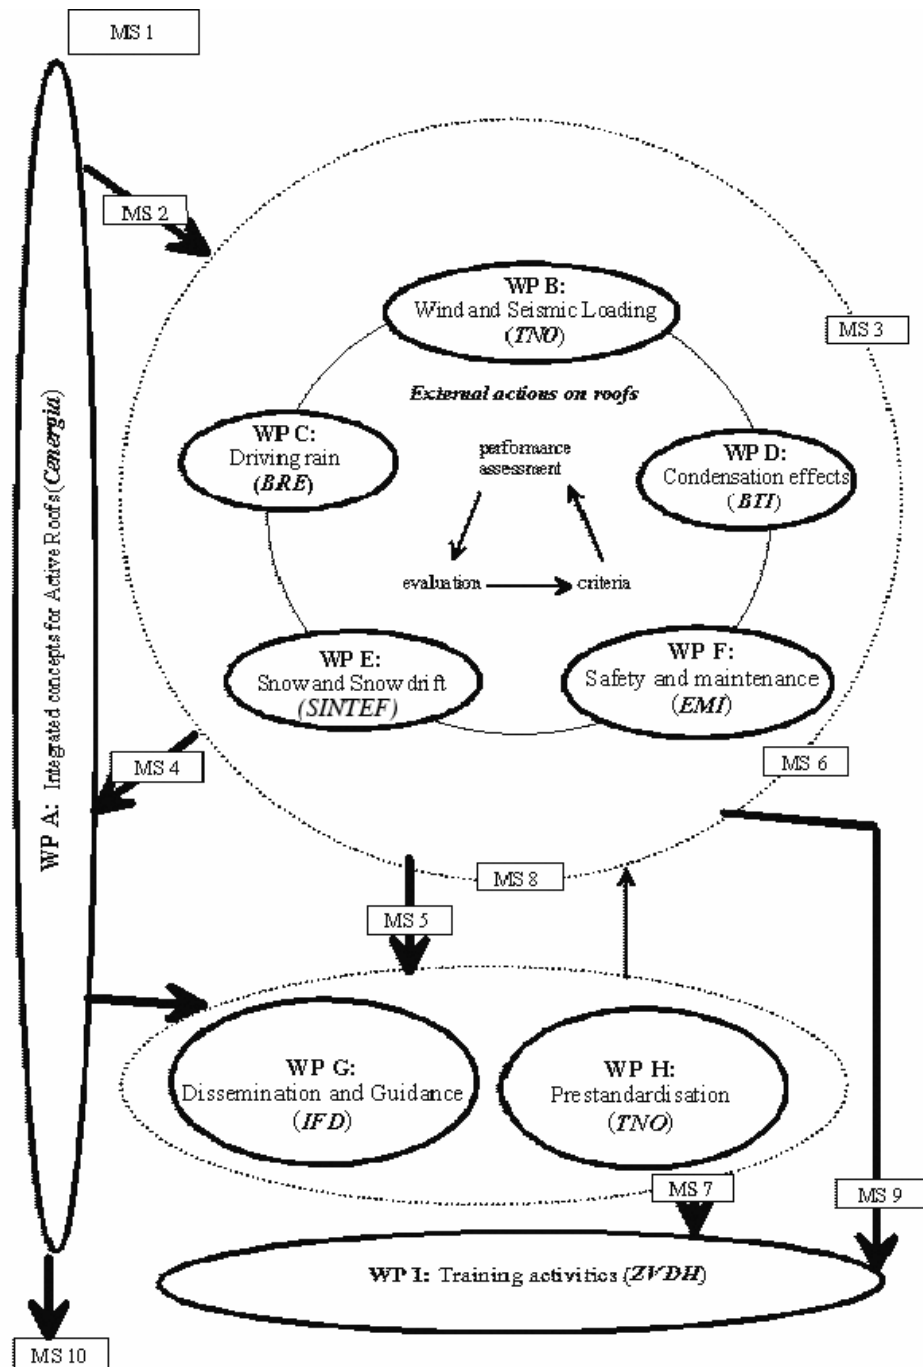 MS 1
MS 2
WP B:
Wind and Seismic Loading
(TNO)
MS 3
External actions on roofs
WP C:
Driving rain
(BRE)
performance
assessment
WP D:
Condensation effects
(BTI)
evaluation
criteria
WP E:
Snow and Snow drift
(SINTEF)
WP F:
Safety and maintenance
(EMI)
WP A: Integrated concepts for Active Roofs (Cenergia)
MS 4
MS 6
MS 8
MS 5
WP G:
Dissemination and Guidance
(IFD)
WP H:
Prestandardisation
(TNO)
MS 7
MS 9
WP I: Training activities (ZVDH)
MS 10